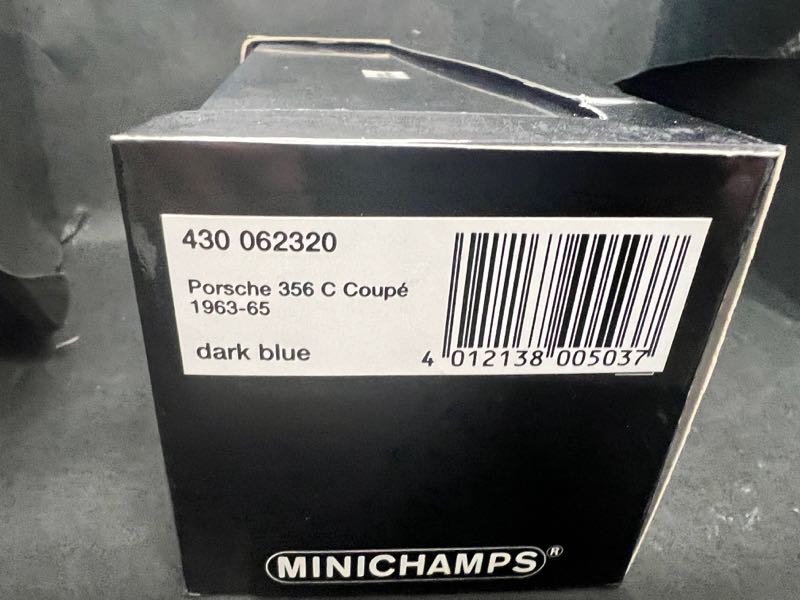 430 062320
Porsche 356 C Coupé
1963-65
dark blue
4 012138 005037
MINICHAMPS®